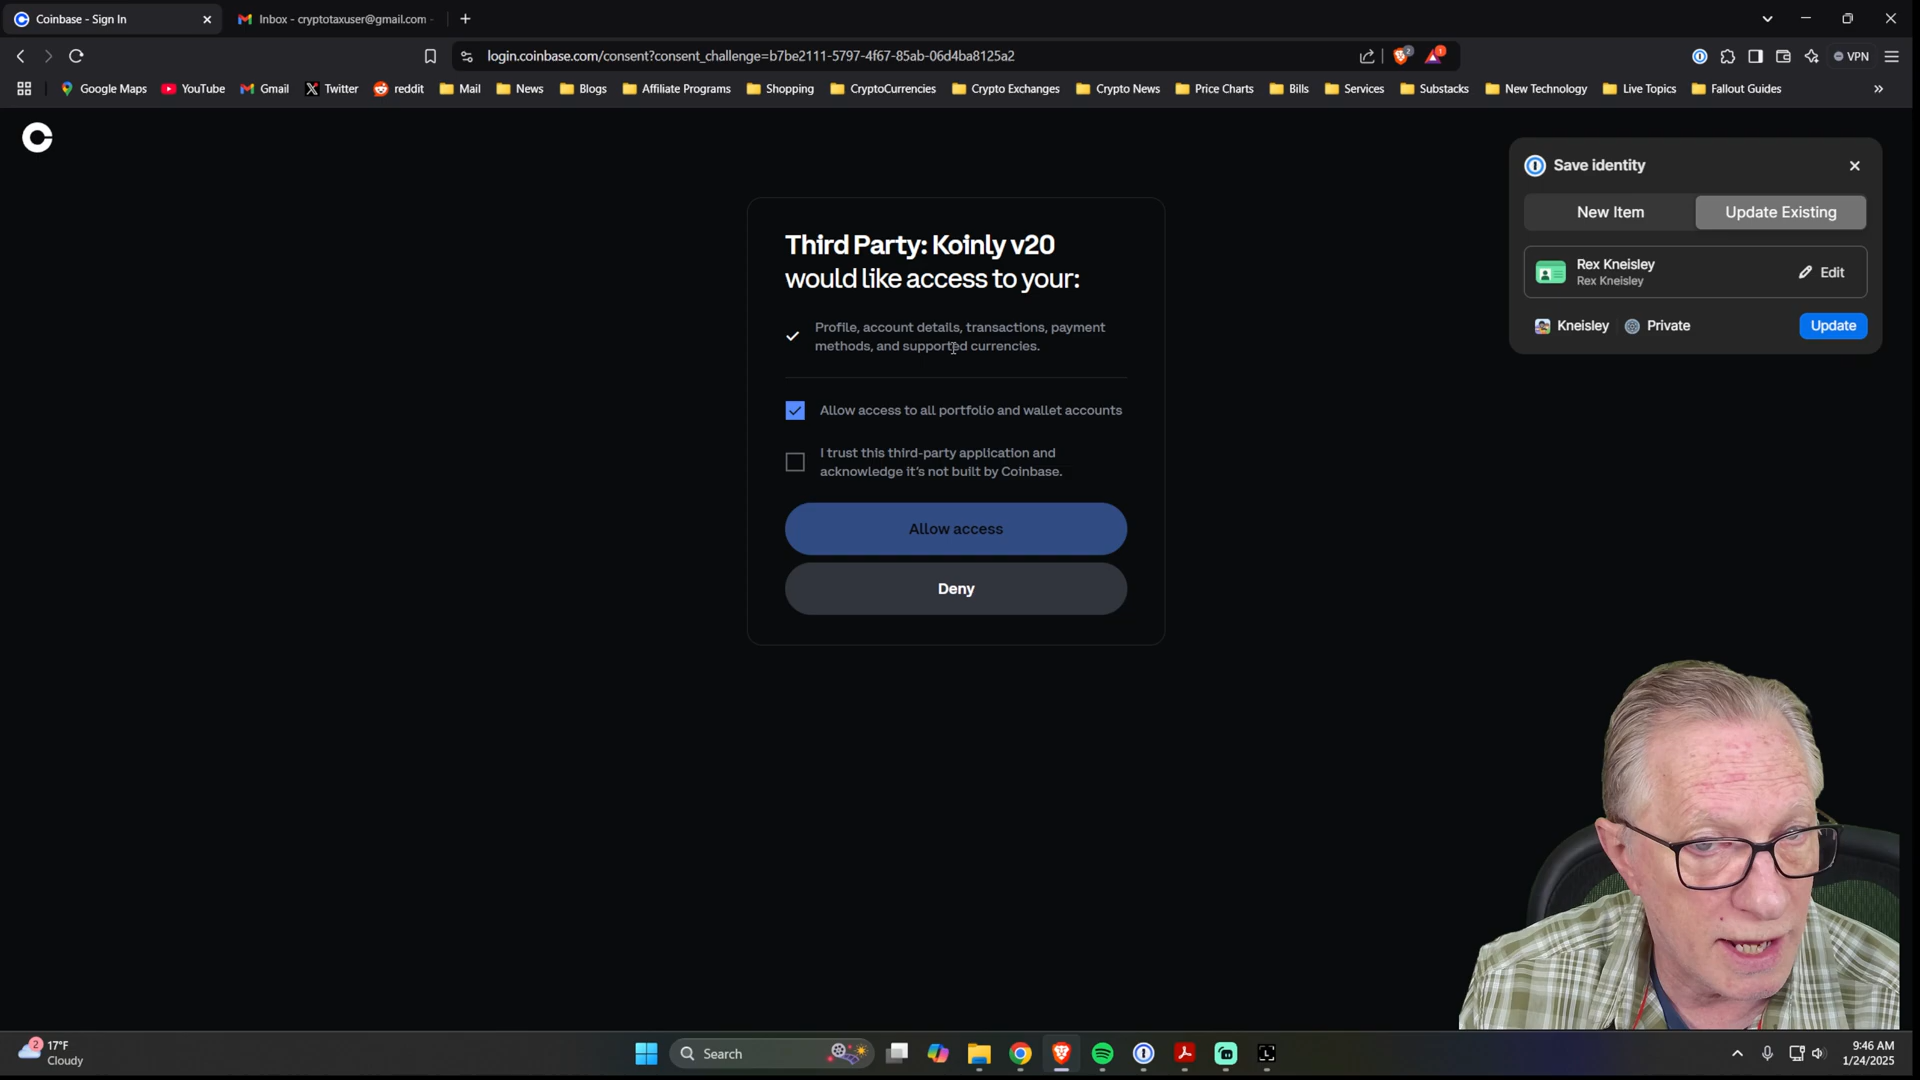 Coinbase - Sign In
Inbox - cryptotaxuser@gmail.com
login.coinbase.com/consent?consent_challenge=b7be2111-5797-4f67-85ab-06d4ba8125a2
2
1
VPN
Google Maps
YouTube
Gmail
Twitter
reddit
Mail
News
Blogs
Affiliate Programs
Shopping
CryptoCurrencies
Crypto Exchanges
Crypto News
Price Charts
Bills
Services
Substacks
New Technology
Live Topics
Fallout Guides
Third Party: Koinly v20
would like access to your:
Profile, account details, transactions, payment
methods, and supported currencies.
Allow access to all portfolio and wallet accounts
I trust this third-party application and
acknowledge it's not built by Coinbase.
Allow access
Deny
Save identity
New Item
Update Existing
Rex Kneisley
Rex Kneisley
Edit
Kneisley
Private
Update
2
17°F
Cloudy
Search
9:46 AM
1/24/2025